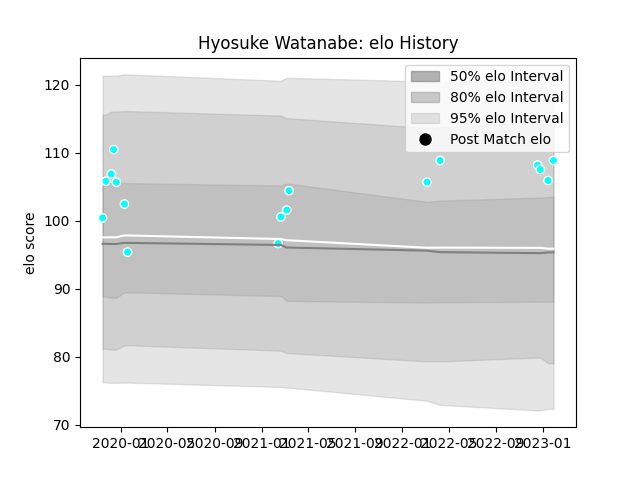 Hyosuke Watanabe: elo History
50% elo Interval
80% elo Interval
95% elo Interval
Post Match elo
elo score
120
110
100
90
80
70
2020-01 2020-05 2020-09 2021-01 2021-05 2021-09 2022-01 2022-05 2022-09 2023-01